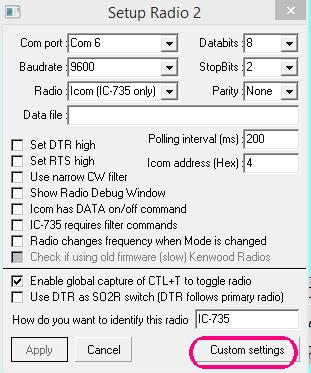 Setup Radio 2
Com port : Com 6 Databits: 8
Baudrate: 9600 StopBits: 2
Radio: Icom (IC-735 only) Parity: None
Data file:
Set DTR high Polling interval (ms): 200
Set RTS high Icom address (Hex): 4
Use narrow CW filter
Show Radio Debug Window
Icom has DATA on/off command
IC-735 requires filter commands
Radio changes frequency when Mode is changed
Check if using old firmware (slow) Kenwood Radios
Enable global capture of CTL+T to toggle radio
Use DTR as SO2R switch (DTR follows primary radio)
How do you want to identify this radio IC-735
Apply Cancel Custom settings